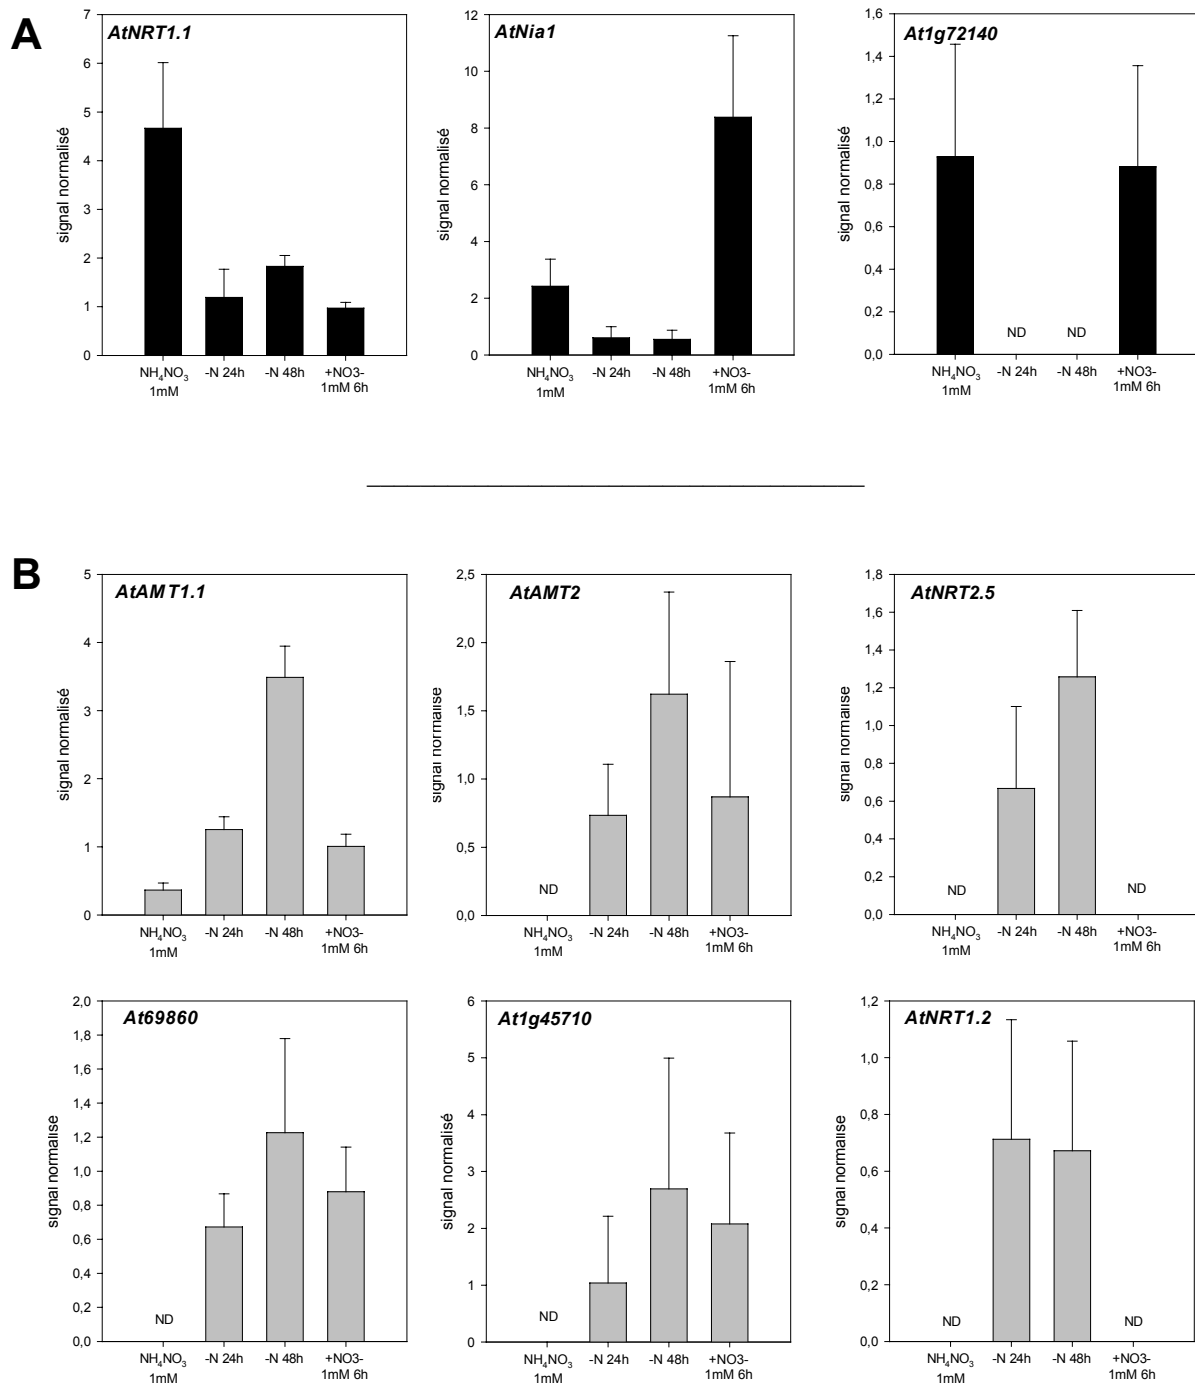 A
AtNRT1.1
signal normalisé
7
6
5
4
3
2
1
0
NH₄NO₃ -N 24h -N 48h +NO3-
1mM 1mM 6h
AtNia1
signal normalisé
12
10
8
6
4
2
0
NH₄NO₃ -N 24h -N 48h +NO3-
1mM 1mM 6h
At1g72140
signal normalisé
1,6
1,4
1,2
1,0
0,8
0,6
0,4
0,2
0,0
ND ND
NH₄NO₃ -N 24h -N 48h +NO3-
1mM 1mM 6h
B
AtAMT1.1
signal normalisé
5
4
3
2
1
0
NH₄NO₃ -N 24h -N 48h +NO3-
1mM 1mM 6h
AtAMT2
signal normalisé
2,5
2,0
1,5
1,0
0,5
0,0
ND
NH₄NO₃ -N 24h -N 48h +NO3-
1mM 1mM 6h
AtNRT2.5
signal normalisé
1,8
1,6
1,4
1,2
1,0
0,8
0,6
0,4
0,2
0,0
ND ND
NH₄NO₃ -N 24h -N 48h +NO3-
1mM 1mM 6h
At69860
signal normalisé
2,0
1,8
1,6
1,4
1,2
1,0
0,8
0,6
0,4
0,2
0,0
ND
NH₄NO₃ -N 24h -N 48h +NO3-
1mM 1mM 6h
At1g45710
signal normalisé
6
5
4
3
2
1
0
ND
NH₄NO₃ -N 24h -N 48h +NO3-
1mM 1mM 6h
AtNRT1.2
signal normalisé
1,2
1,0
0,8
0,6
0,4
0,2
0,0
ND ND
NH₄NO₃ -N 24h -N 48h +NO3-
1mM 1mM 6h